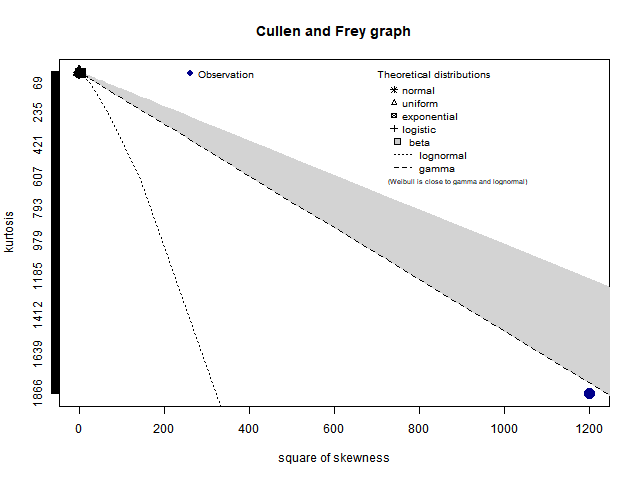 Cullen and Frey graph
Observation
Theoretical distributions
normal
uniform
exponential
logistic
beta
lognormal
gamma
(Weibull is close to gamma and lognormal)
kurtosis
69
235
421
607
793
979
1185
1412
1639
1866
0
200
400
600
800
1000
1200
square of skewness